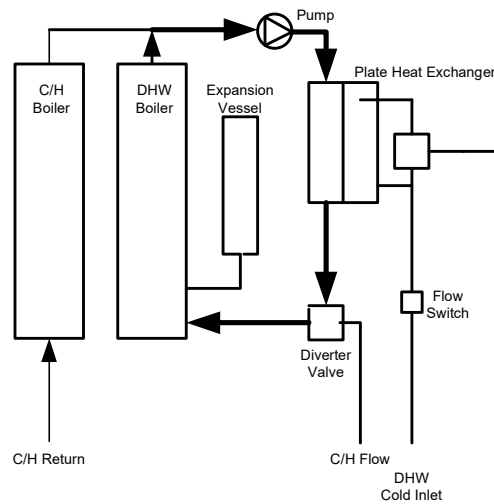 Pump
C/H
Boiler
DHW
Boiler
Expansion
Vessel
Plate Heat Exchanger
Flow
Switch
Diverter
Valve
C/H Return
C/H Flow
DHW
Cold Inlet